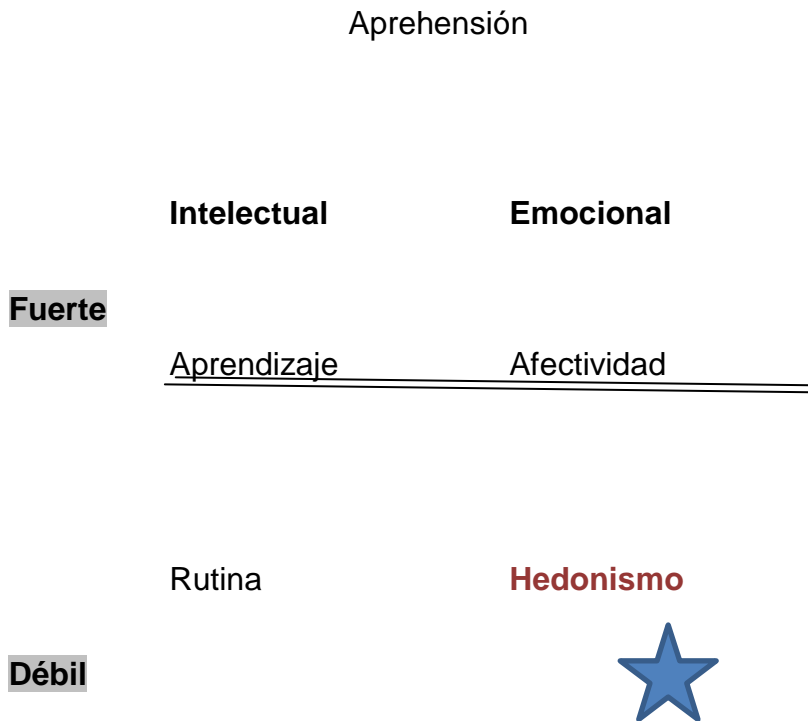 Aprehensión
Intelectual Emocional
Fuerte
Aprendizaje Afectividad
Rutina Hedonismo
Débil